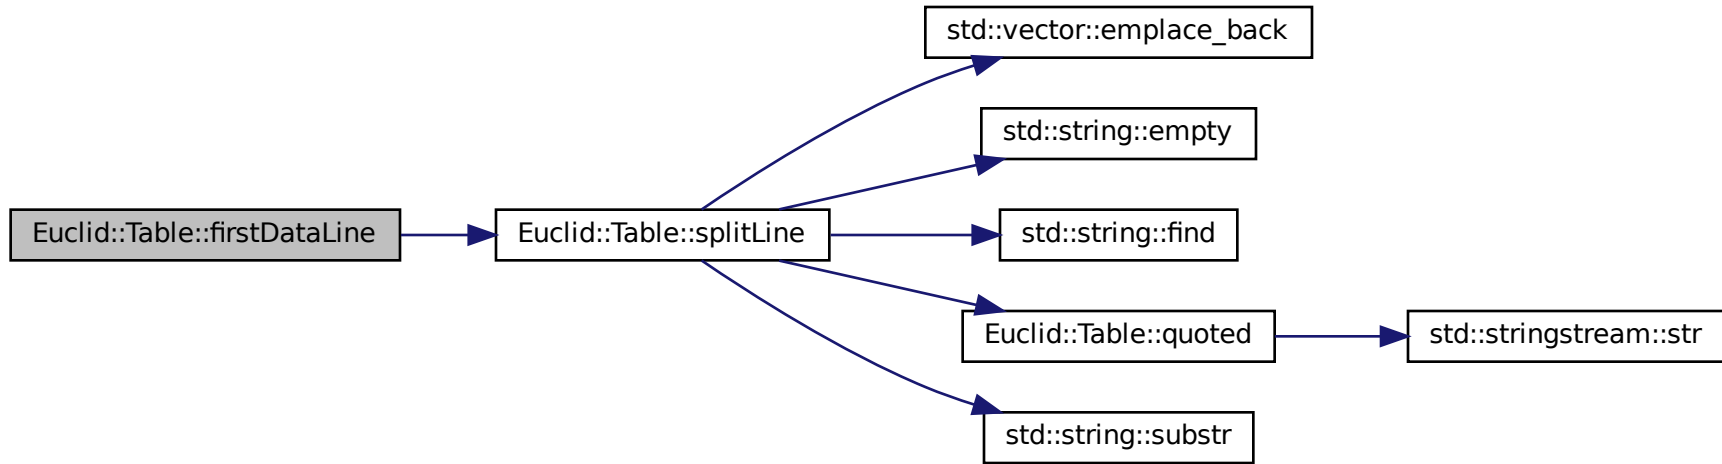 std::vector::emplace_back
std::string::empty
Euclid::Table::firstDataLine
Euclid::Table::splitLine
std::string::find
Euclid::Table::quoted
std::stringstream::str
std::string::substr